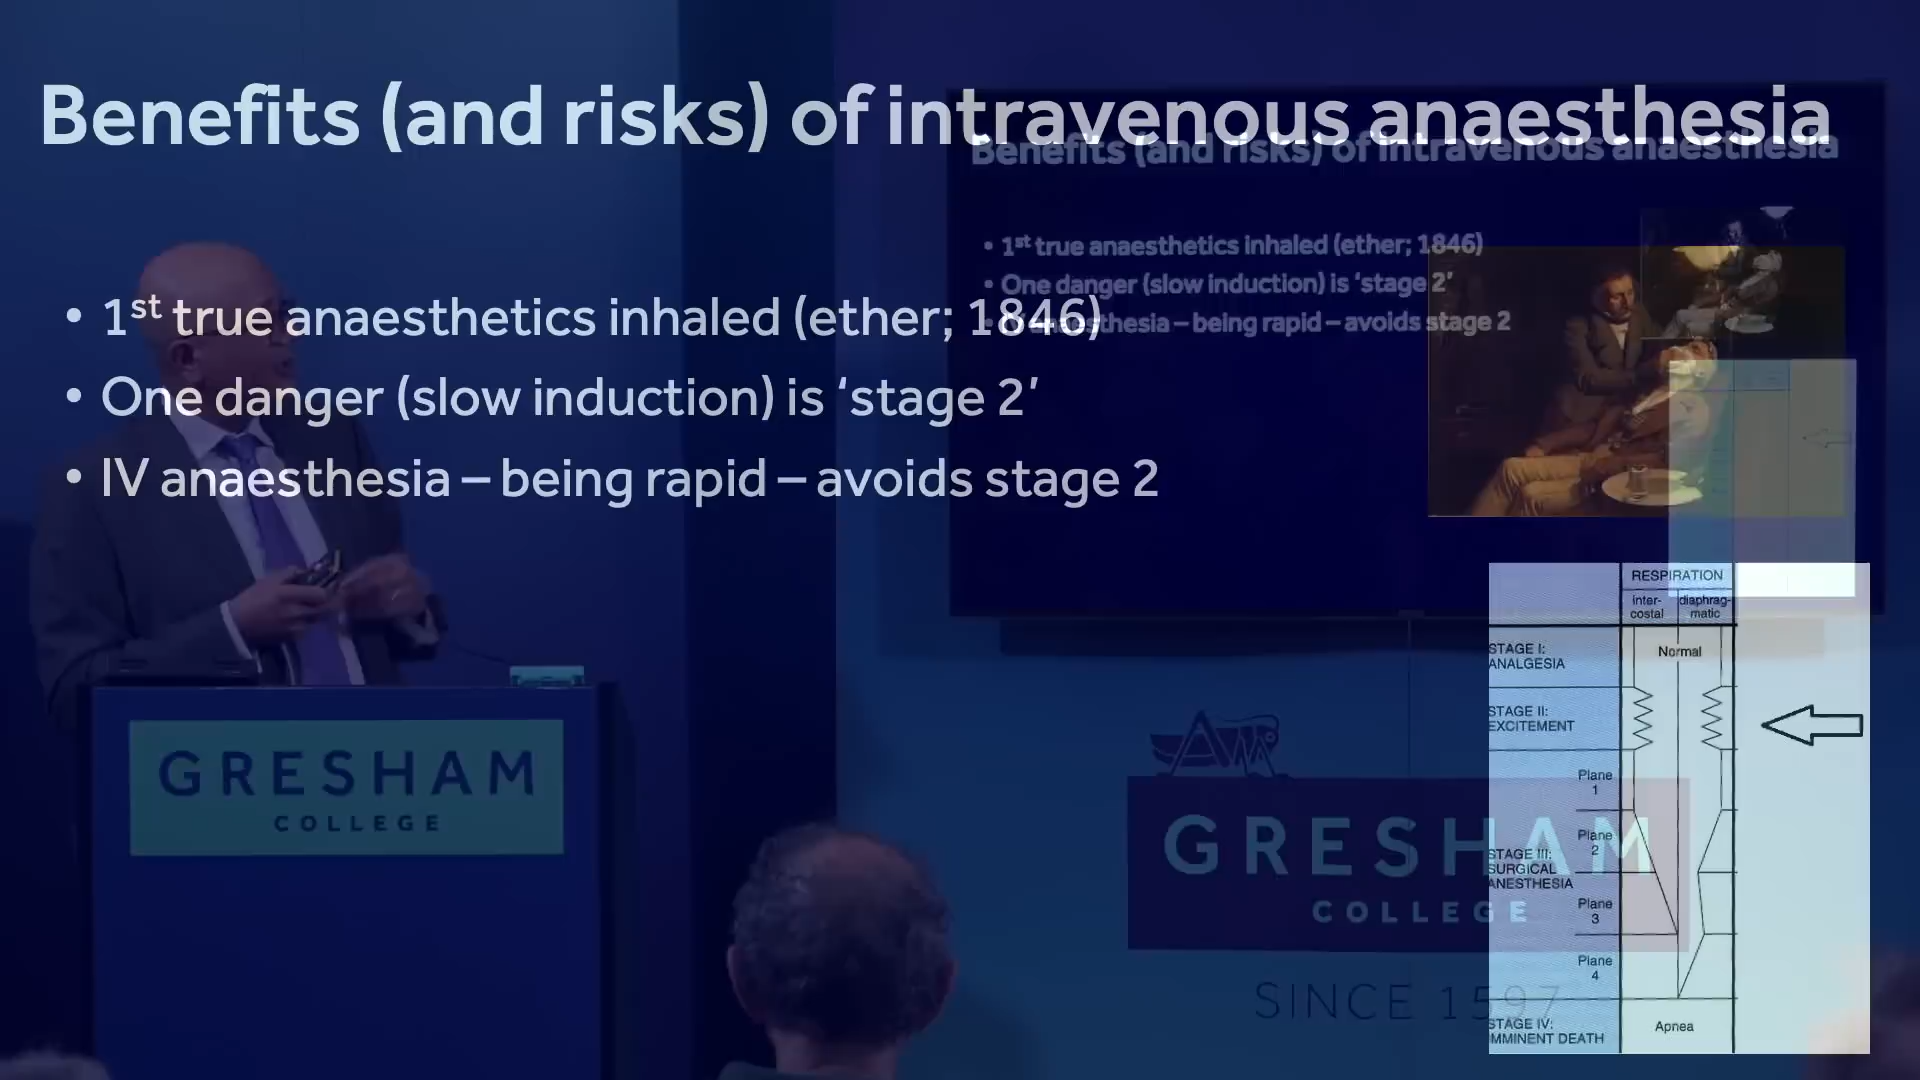 Benefits (and risks) of intravenous anaesthesia
• 1st true anaesthetics inhaled (ether; 1846)
• One danger (slow induction) is ‘stage 2’
• IV anaesthesia – being rapid – avoids stage 2
Benefits (and risks) of intravenous anaesthesia
• 1st true anaesthetics inhaled (ether; 1846)
• One danger (slow induction) is ‘stage 2’
– being rapid – avoids stage 2
RESPIRATION
inter-
costal
diaphrag-
matic
STAGE I:
ANALGESIA
Normal
STAGE II:
EXCITEMENT
Plane
1
Plane
2
STAGE III:
SURGICAL
ANESTHESIA
Plane
3
Plane
4
STAGE IV:
IMMINENT DEATH
Apnea
GRESHAM
COLLEGE
GRESHAM
COLLEGE
SINCE 1597